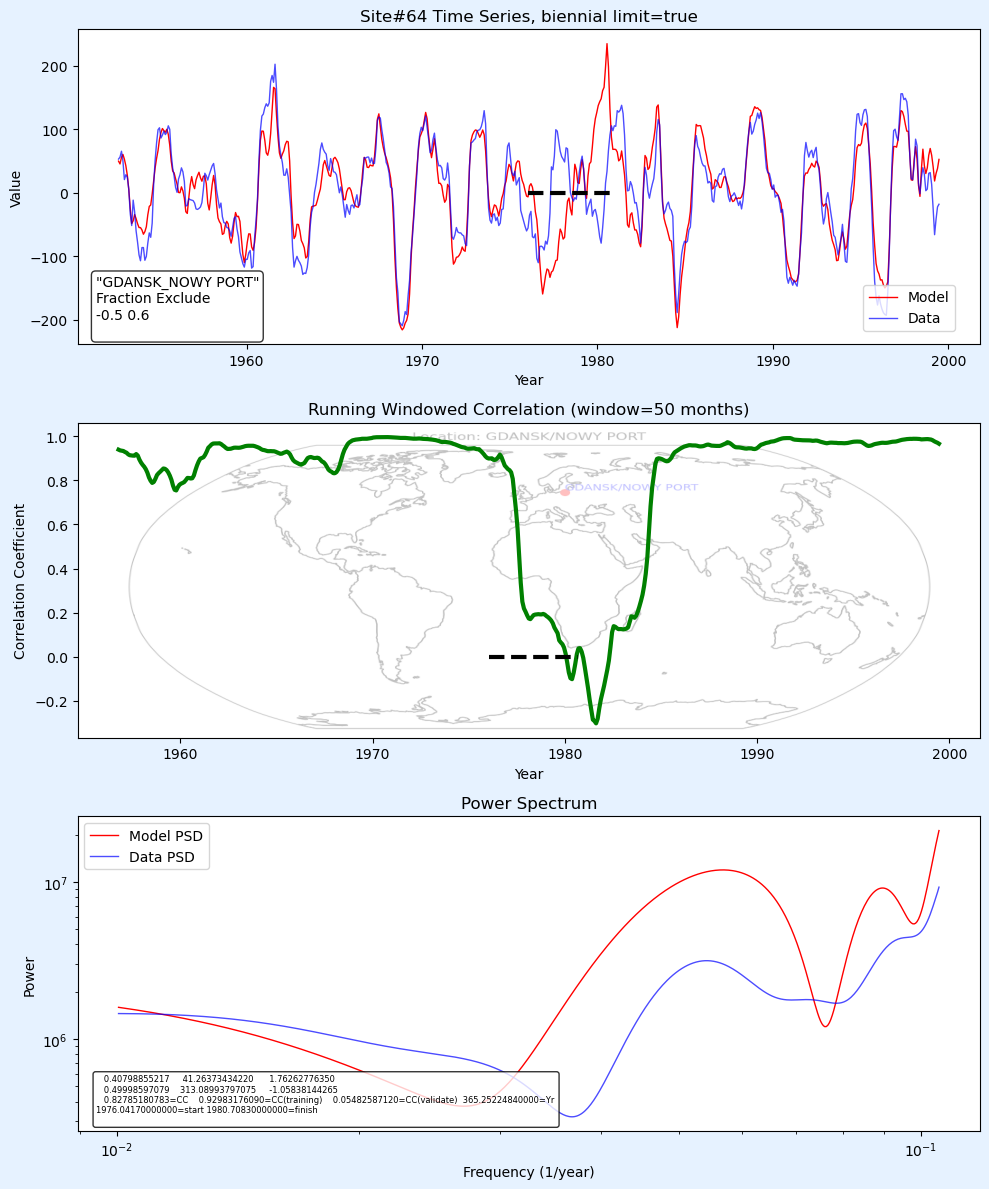 Site#64 Time Series, biennial limit=true
Value
200
100
0
−100
−200
"GDANSK_NOWY PORT"
Fraction Exclude
-0.5 0.6
Model
Data
1960
1970
1980
1990
2000
Year
Running Windowed Correlation (window=50 months)
Location: GDANSK/NOWY PORT
GDANSK/NOWY PORT
Correlation Coefficient
1.0
0.8
0.6
0.4
0.2
0.0
−0.2
1960
1970
1980
1990
2000
Year
Power Spectrum
Model PSD
Data PSD
Power
10^7
10^6
0.40798855217 41.26373434220 1.76262776350
0.49998597079 313.08993797075 -1.05838144265
0.82785180783=CC 0.92983176090=CC(training) 0.05482587120=CC(validate) 365.25224840000=Yr
1976.04170000000=start 1980.70830000000=finish
10^−2
10^−1
Frequency (1/year)